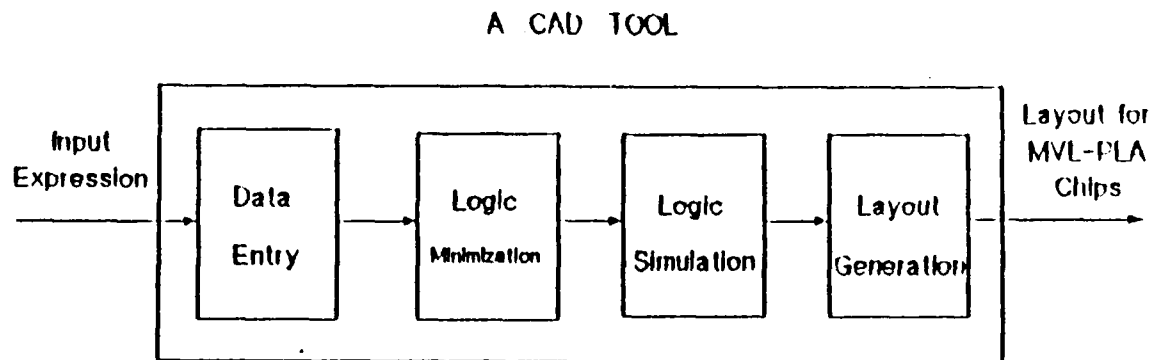 A CAD TOOL
Input
Expression
Data
Entry
Logic
Minimization
Logic
Simulation
Layout
Generation
Layout for
MVL-PLA
Chips